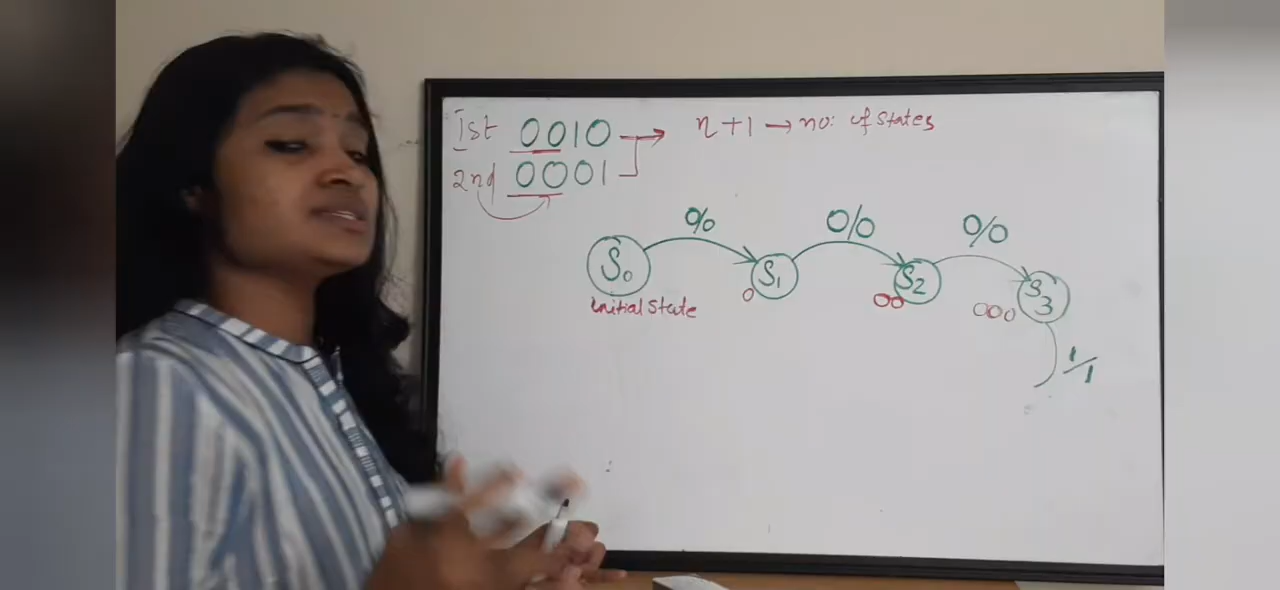 1st 0010 → n+1 → no: of states
2nd 0001
0/0 0/0 0/0
S0 S1 S2 S3
initial state 0 00 000
1/1